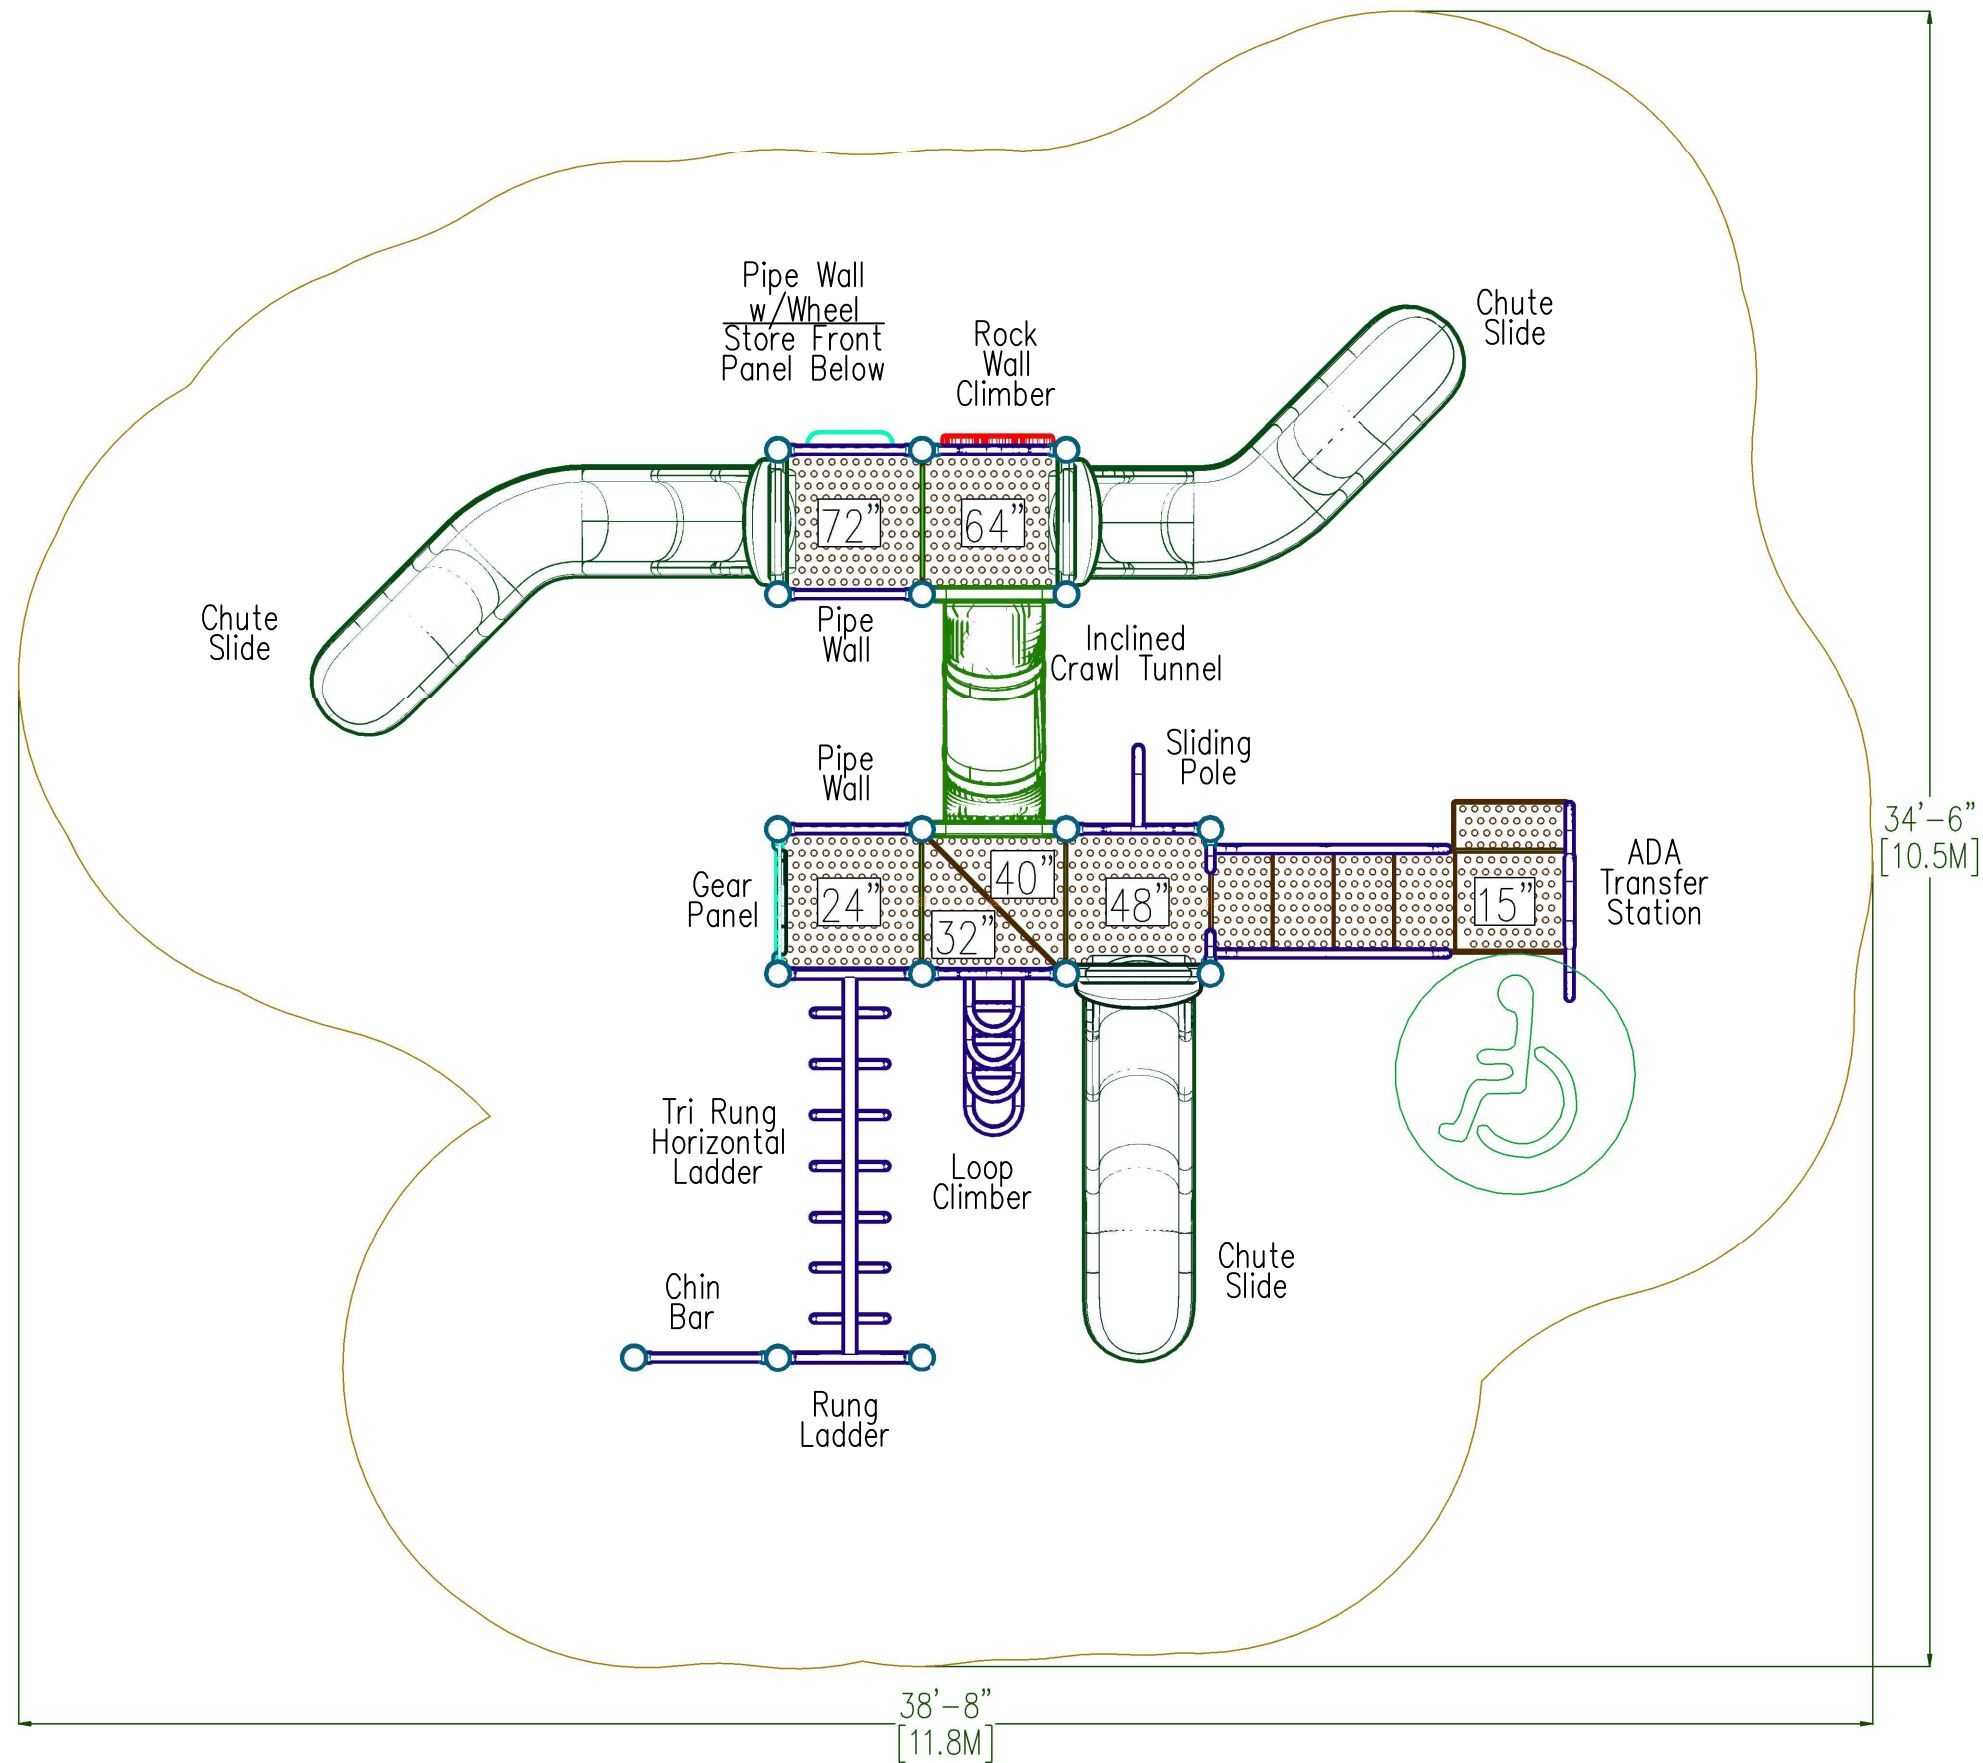 Pipe Wall
w/Wheel
Store Front
Panel Below
Rock
Wall
Climber
Chute
Slide
72”
64”
Chute
Slide
Pipe
Wall
Inclined
Crawl Tunnel
Pipe
Wall
Sliding
Pole
34’-6”
[10.5M]
Gear
Panel
24”
40”
32”
48”
15”
ADA
Transfer
Station
Tri Rung
Horizontal
Ladder
Loop
Climber
Chute
Slide
Chin
Bar
Rung
Ladder
38’-8”
[11.8M]